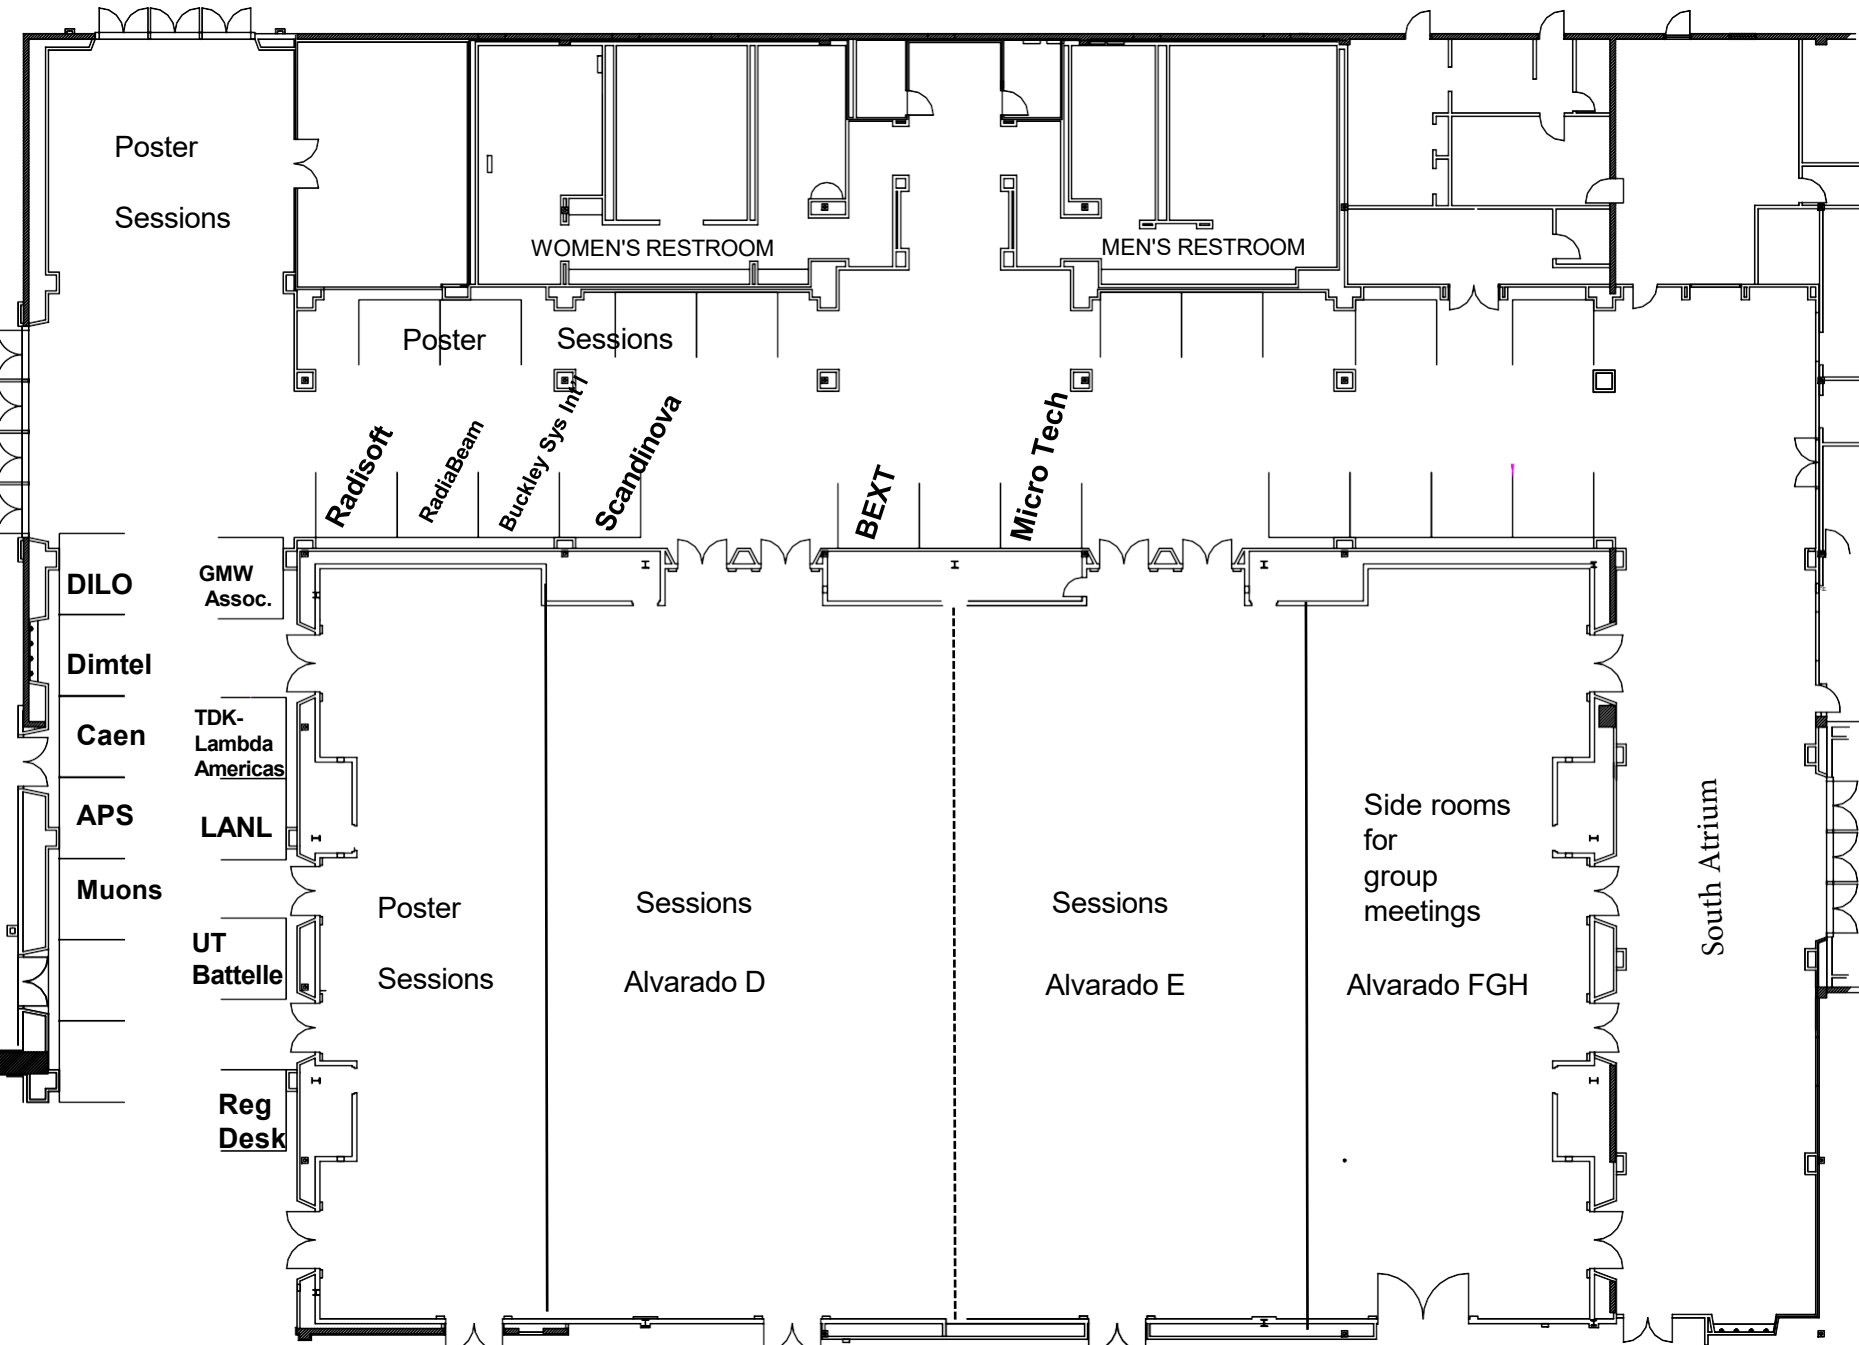 Poster
Sessions
WOMEN'S RESTROOM
MEN'S RESTROOM
Poster Sessions
Radisoft
RadiaBeam
Buckley Sys Int'l
Scandinova
BEXT
Micro Tech
DILO
GMW
Assoc.
Dimtel
Caen
TDK-
Lambda
Americas
APS
LANL
Muons
UT
Battelle
Reg
Desk
Poster
Sessions
Sessions
Alvarado D
Sessions
Alvarado E
Side rooms
for
group
meetings
Alvarado FGH
South Atrium